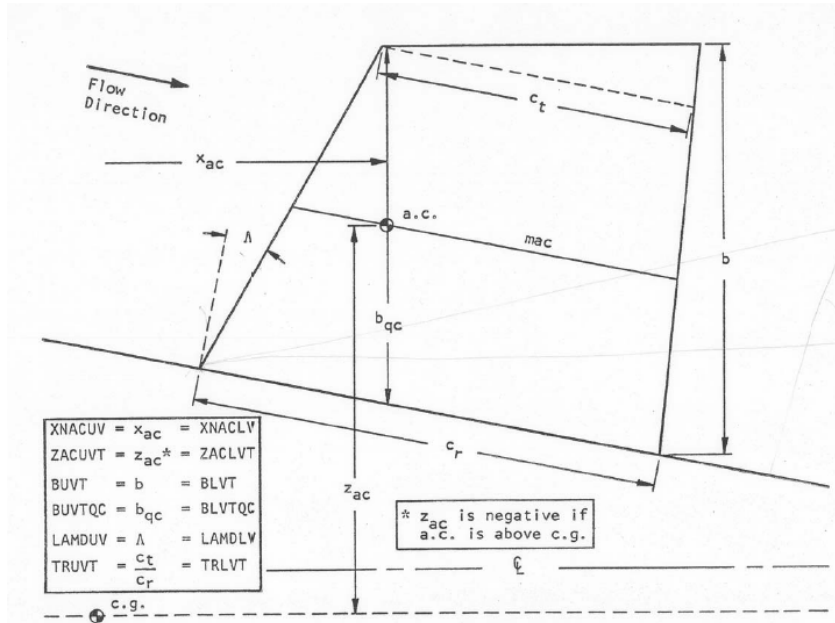 Flow
Direction
c_t
x_ac
a.c.
Λ
mac
b
b_qc
c_r
XNACUV = x_ac = XNACLV
ZACUVT = z_ac* = ZACLVT
BUVT = b = BLVT
BUVTQC = b_qc = BLVTQC
LAMDUV = Λ = LAMDLV
TRUVT = c_t/c_r = TRLVT
z_ac
* z_ac is negative if
a.c. is above c.g.
℄
c.g.